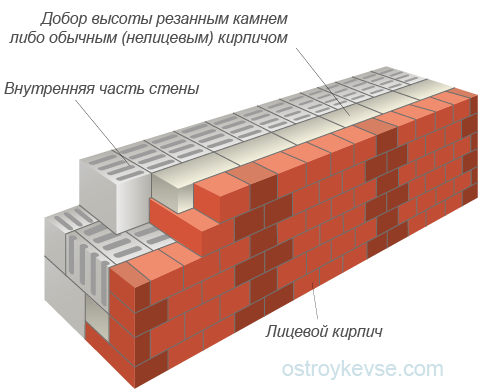 Добор высоты резанным камнем
либо обычным (нелицевым) кирпичом
Внутренняя часть стены
Лицевой кирпич
ostroykevse.com